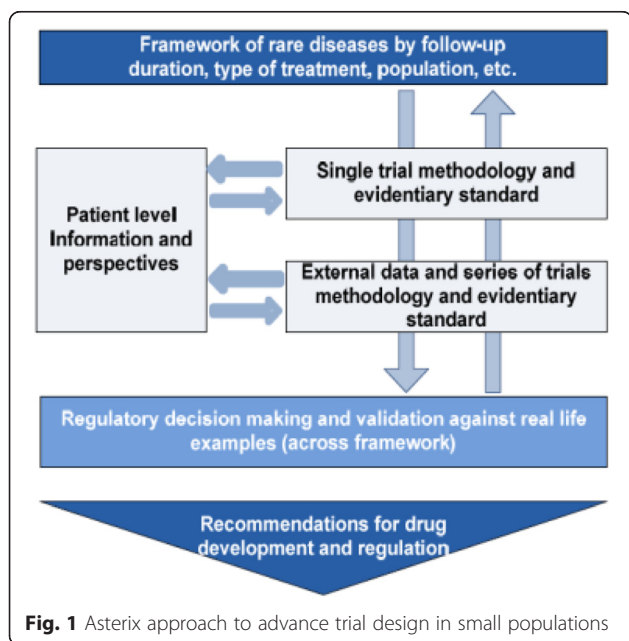 Framework of rare diseases by follow-up
duration, type of treatment, population, etc.
Single trial methodology and
evidentiary standard
Patient level
Information and
perspectives
External data and series of trials
methodology and evidentiary
standard
Regulatory decision making and validation against real life
examples (across framework)
Recommendations for drug
development and regulation
Fig. 1 Asterix approach to advance trial design in small populations